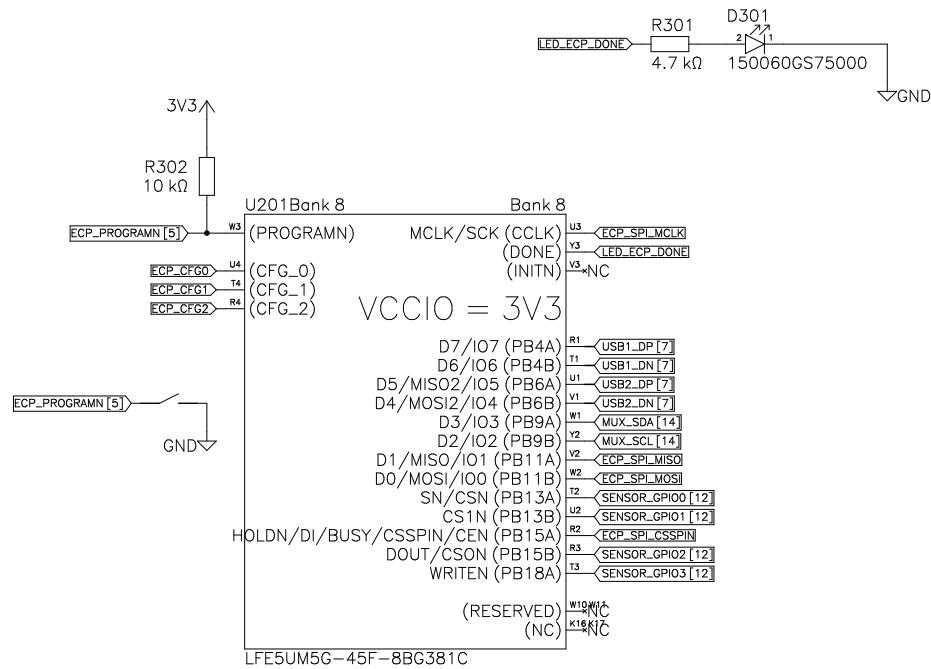 R301
D301
LED_ECP_DONE
2
1
4.7 kΩ
150060GS75000
GND
3V3
R302
10 kΩ
U201Bank 8
Bank 8
ECP_PROGRAMN [5]
W3
(PROGRAMN)
MCLK/SCK (CCLK)
U3
ECP_SPI_MCLK
(DONE)
Y3
LED_ECP_DONE
ECP_CFG0
U4
(CFG_0)
(INITN)
V3
NC
ECP_CFG1
T4
(CFG_1)
ECP_CFG2
R4
(CFG_2)
VCCIO = 3V3
D7/IO7 (PB4A)
R1
USB1_DP [7]
D6/IO6 (PB4B)
T1
USB1_DN [7]
D5/MISO2/IO5 (PB6A)
U1
USB2_DP [7]
D4/MOSI2/IO4 (PB6B)
V1
USB2_DN [7]
ECP_PROGRAMN [5]
GND
D3/IO3 (PB9A)
W1
MUX_SDA [14]
D2/IO2 (PB9B)
Y2
MUX_SCL [14]
D1/MISO/IO1 (PB11A)
V2
ECP_SPI_MISO
D0/MOSI/IO0 (PB11B)
W2
ECP_SPI_MOSI
SN/CSN (PB13A)
T2
SENSOR_GPIO0 [12]
CS1N (PB13B)
U2
SENSOR_GPIO1 [12]
HOLDN/DI/BUSY/CSSPIN/CEN (PB15A)
R2
ECP_SPI_CSSPIN
DOUT/CSON (PB15B)
R3
SENSOR_GPIO2 [12]
WRITEN (PB18A)
T3
SENSOR_GPIO3 [12]
(RESERVED)
W10 W11
NC
(NC)
K16 K17
NC
LFE5UM5G-45F-8BG381C